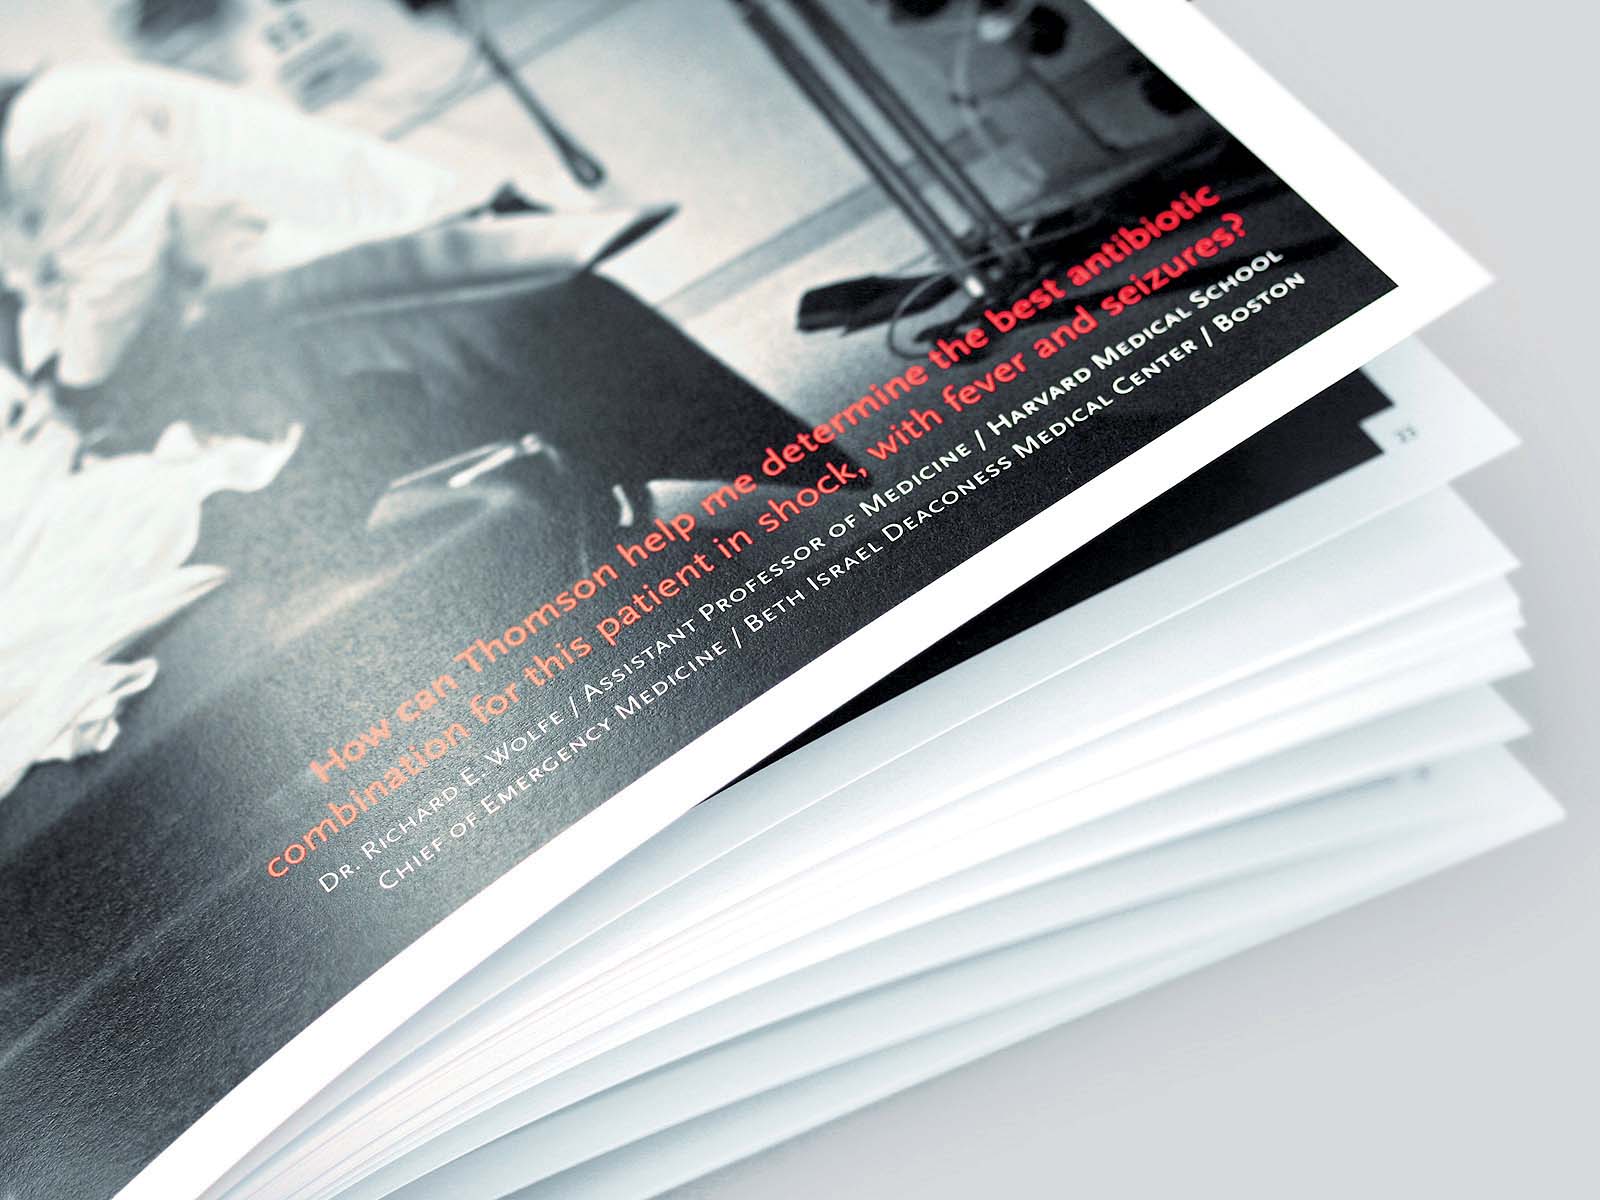 How can Thomson help me determine the best antibiotic
combination for this patient in shock, with fever and seizures?
DR. RICHARD E. WOLFE / ASSISTANT PROFESSOR OF MEDICINE / HARVARD MEDICAL SCHOOL
CHIEF OF EMERGENCY MEDICINE / BETH ISRAEL DEACONESS MEDICAL CENTER / BOSTON